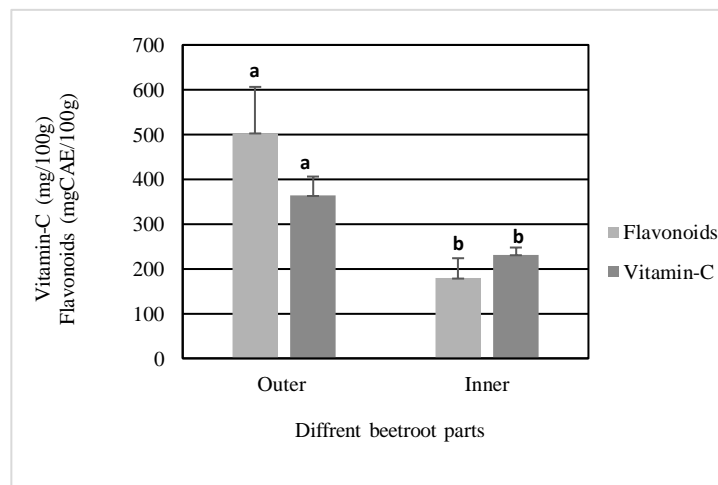 700
600
500
400
300
200
100
0
Vitamin-C (mg/100g)
Flavonoids (mgCAE/100g)
a
a
b
b
Flavonoids
Vitamin-C
Outer
Inner
Diffrent beetroot parts